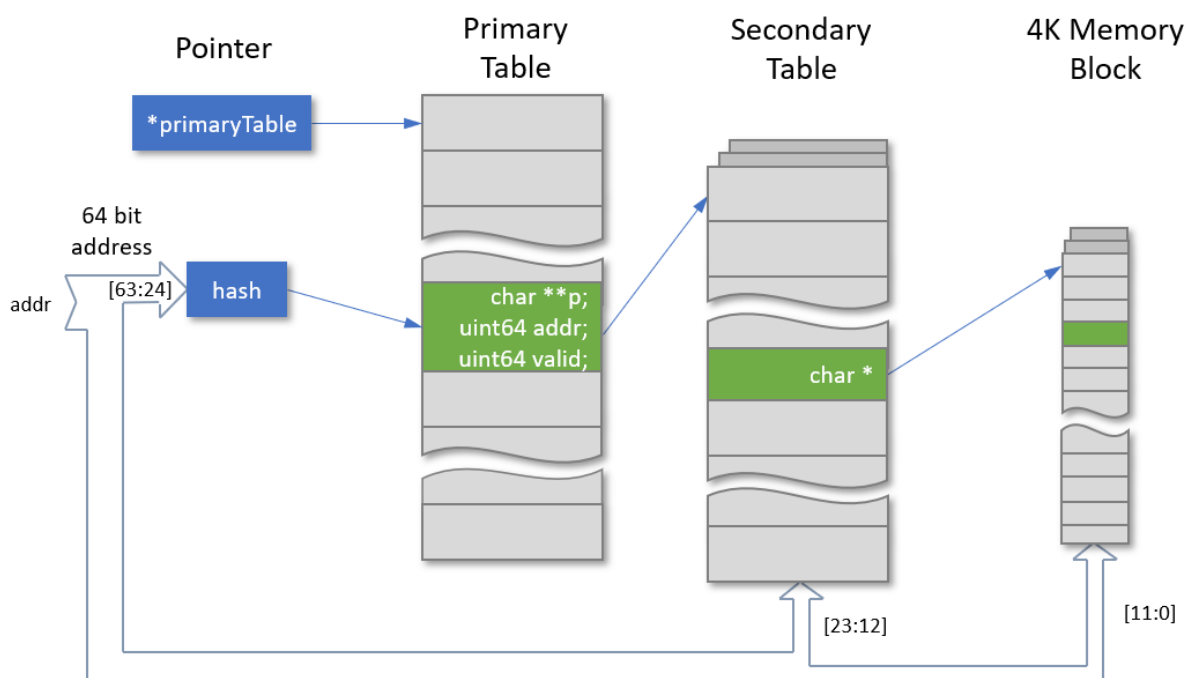 Pointer
Primary
Table
Secondary
Table
4K Memory
Block
*primaryTable
64 bit
address
addr
[63:24]
hash
char **p;
uint64 addr;
uint64 valid;
char *
[23:12]
[11:0]